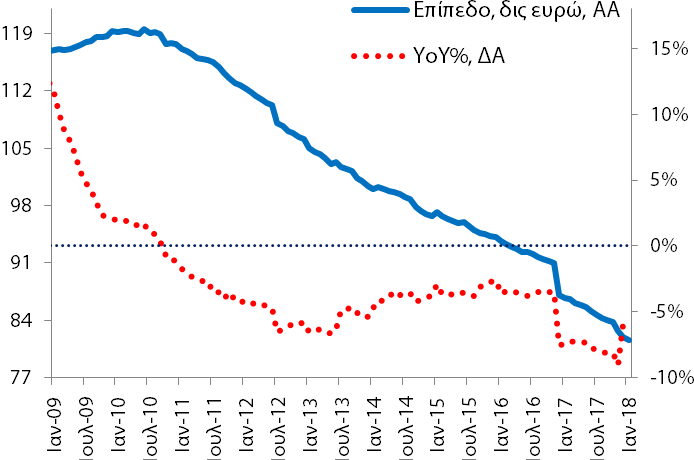 Επίπεδο, δις ευρώ, ΑΑ
YoY%, ΔΑ
119
112
105
98
91
84
77
15%
10%
5%
0%
-5%
-10%
Ιαν-09
Ιουλ-09
Ιαν-10
Ιουλ-10
Ιαν-11
Ιουλ-11
Ιαν-12
Ιουλ-12
Ιαν-13
Ιουλ-13
Ιαν-14
Ιουλ-14
Ιαν-15
Ιουλ-15
Ιαν-16
Ιουλ-16
Ιαν-17
Ιουλ-17
Ιαν-18